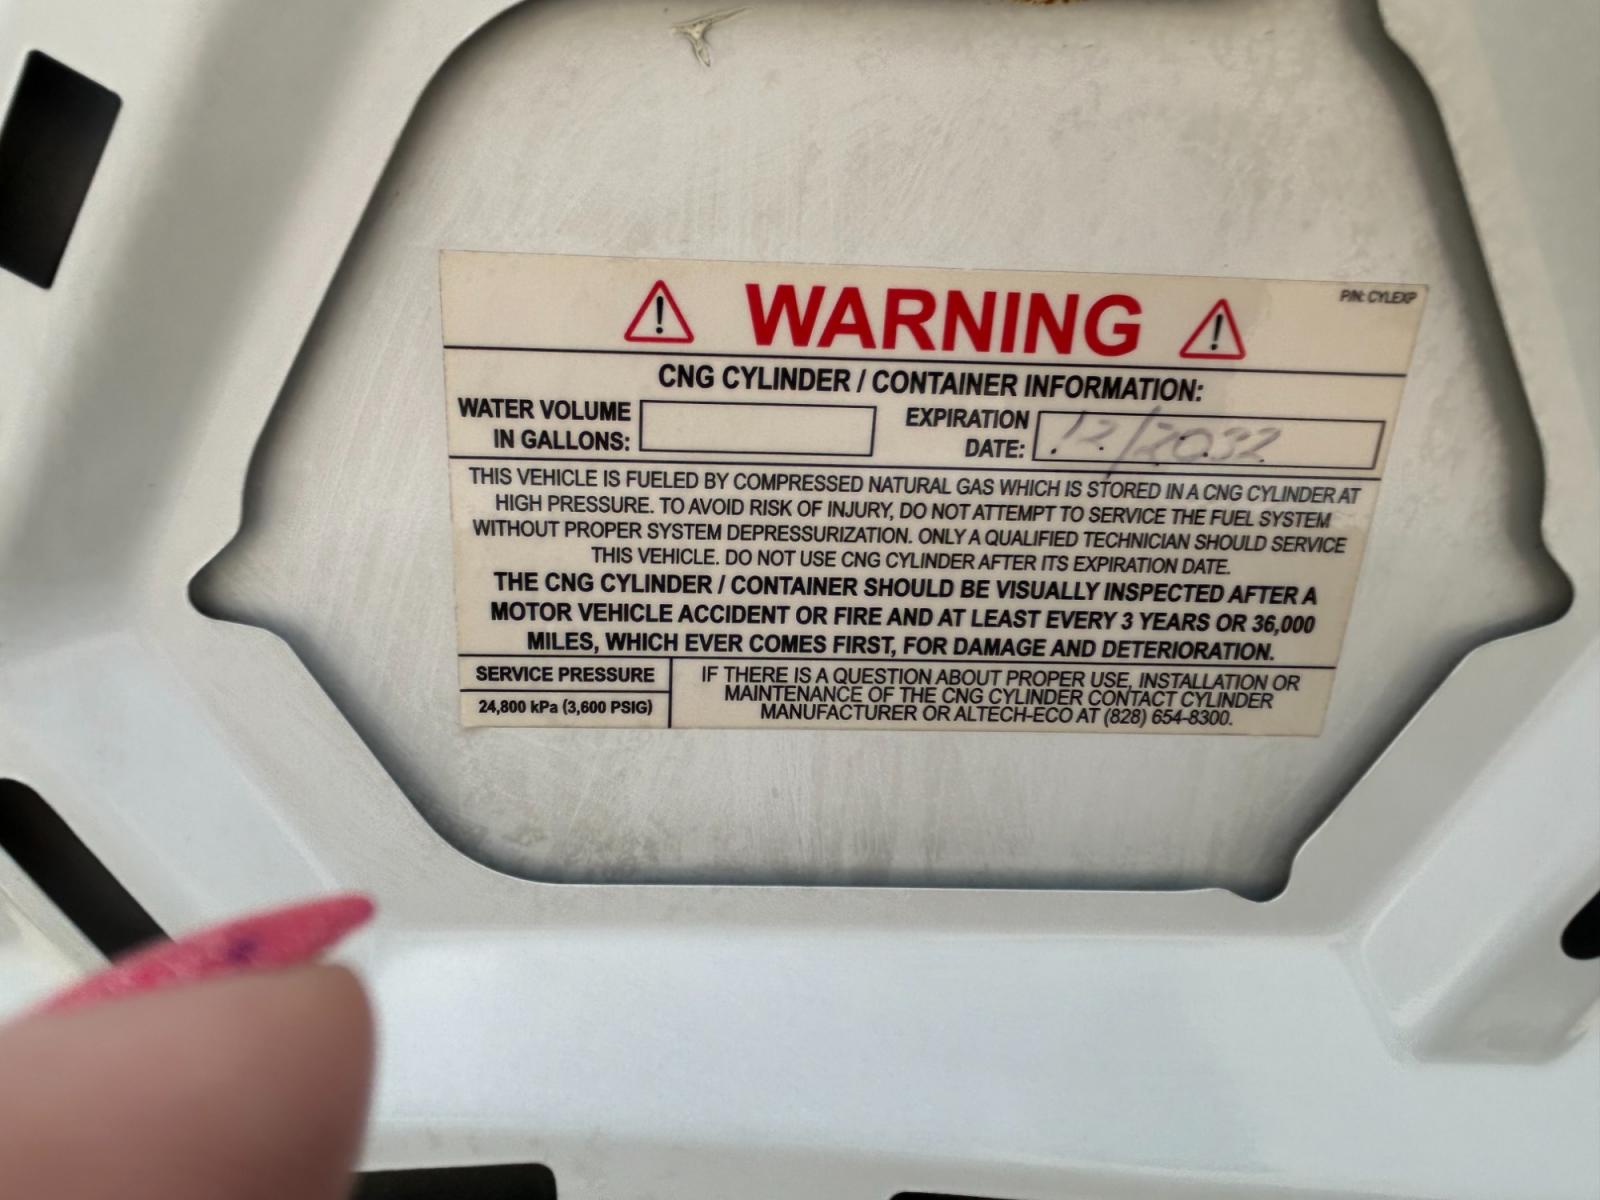 P/N: CYLEXP
WARNING
CNG CYLINDER / CONTAINER INFORMATION:
WATER VOLUME
IN GALLONS:
EXPIRATION
DATE: 12/2032
THIS VEHICLE IS FUELED BY COMPRESSED NATURAL GAS WHICH IS STORED IN A CNG CYLINDER AT
HIGH PRESSURE. TO AVOID RISK OF INJURY, DO NOT ATTEMPT TO SERVICE THE FUEL SYSTEM
WITHOUT PROPER SYSTEM DEPRESSURIZATION. ONLY A QUALIFIED TECHNICIAN SHOULD SERVICE
THIS VEHICLE. DO NOT USE CNG CYLINDER AFTER ITS EXPIRATION DATE.
THE CNG CYLINDER / CONTAINER SHOULD BE VISUALLY INSPECTED AFTER A
MOTOR VEHICLE ACCIDENT OR FIRE AND AT LEAST EVERY 3 YEARS OR 36,000
MILES, WHICH EVER COMES FIRST, FOR DAMAGE AND DETERIORATION.
SERVICE PRESSURE
24,800 kPa (3,600 PSIG)
IF THERE IS A QUESTION ABOUT PROPER USE, INSTALLATION OR
MAINTENANCE OF THE CNG CYLINDER CONTACT CYLINDER
MANUFACTURER OR ALTECH-ECO AT (828) 654-8300.